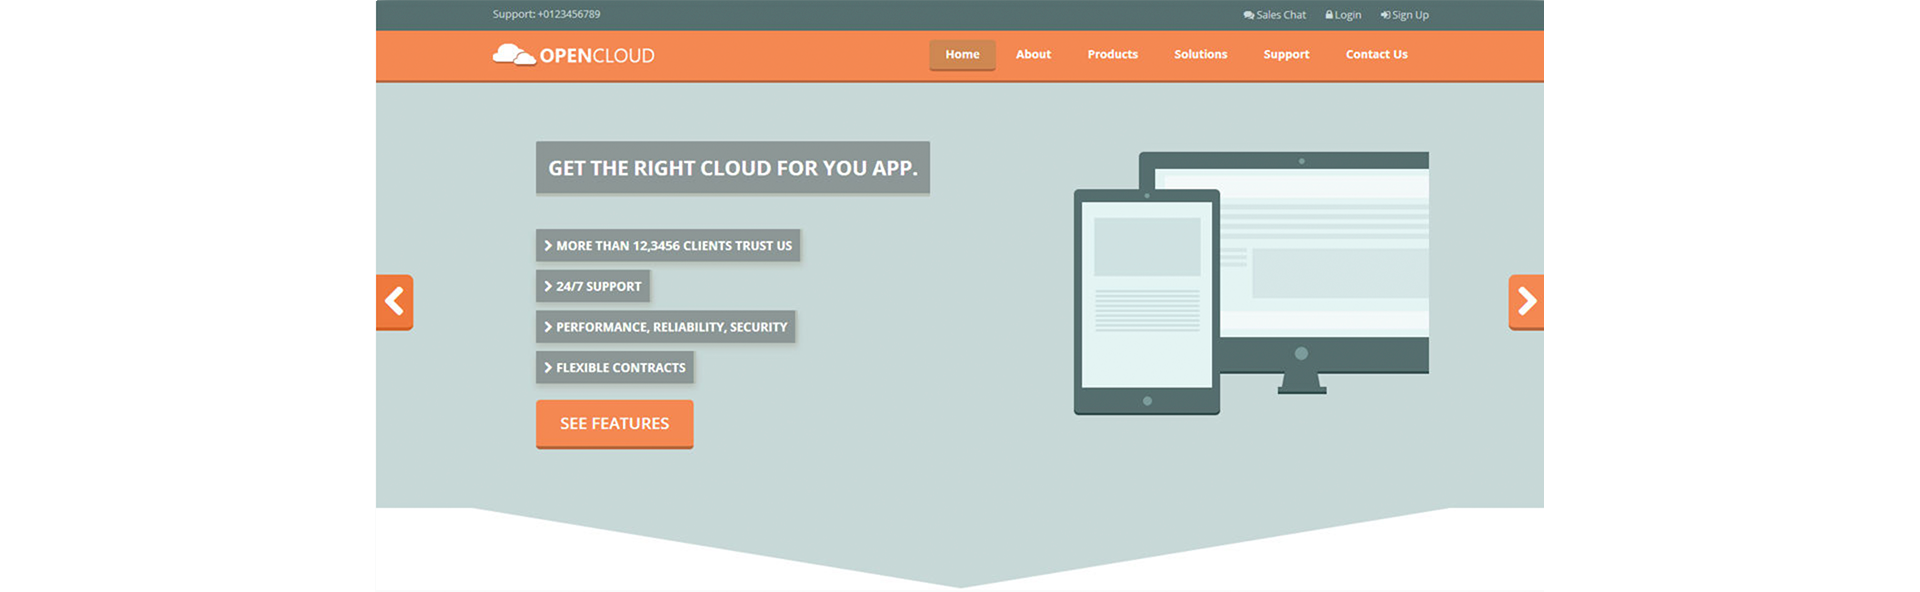 Support: +0123456789 Sales Chat Login Sign Up
OPENCLOUD Home About Products Solutions Support Contact Us
GET THE RIGHT CLOUD FOR YOU APP.
MORE THAN 12,3456 CLIENTS TRUST US
24/7 SUPPORT
PERFORMANCE, RELIABILITY, SECURITY
FLEXIBLE CONTRACTS
SEE FEATURES